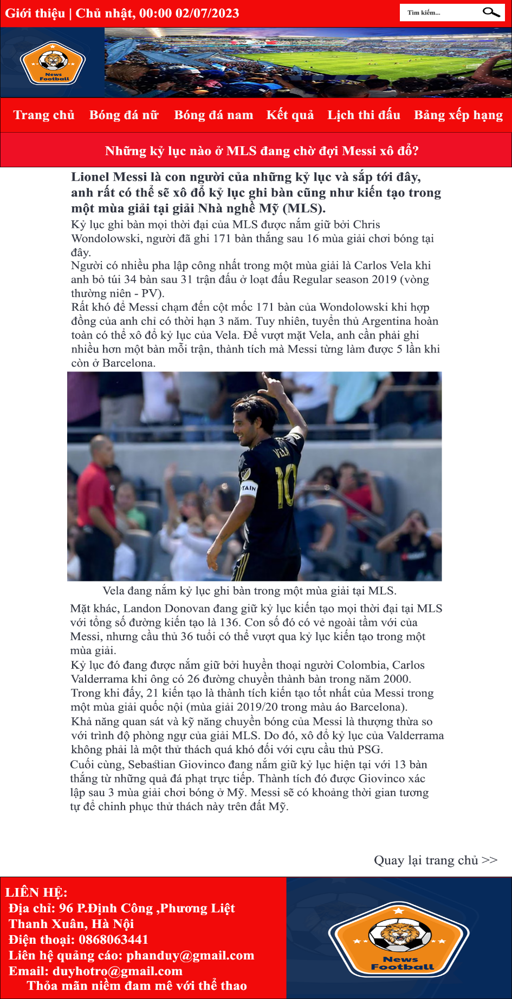 Giới thiệu | Chủ nhật, 00:00 02/07/2023
Tìm kiếm...
News
Football
Trang chủ Bóng đá nữ Bóng đá nam Kết quả Lịch thi đấu Bảng xếp hạng
Những kỷ lục nào ở MLS đang chờ đợi Messi xô đổ?
Lionel Messi là con người của những kỷ lục và sắp tới đây,
anh rất có thể sẽ xô đổ kỷ lục ghi bàn cũng như kiến tạo trong
một mùa giải tại giải Nhà nghề Mỹ (MLS).
Kỷ lục ghi bàn mọi thời đại của MLS được nắm giữ bởi Chris
Wondolowski, người đã ghi 171 bàn thắng sau 16 mùa giải chơi bóng tại
đây.
Người có nhiều pha lập công nhất trong một mùa giải là Carlos Vela khi
anh bỏ túi 34 bàn sau 31 trận đấu ở loạt đấu Regular season 2019 (vòng
thường niên - PV).
Rất khó để Messi chạm đến cột mốc 171 bàn của Wondolowski khi hợp
đồng của anh chỉ có thời hạn 3 năm. Tuy nhiên, tuyển thủ Argentina hoàn
toàn có thể xô đổ kỷ lục của Vela. Để vượt mặt Vela, anh cần phải ghi
nhiều hơn một bàn mỗi trận, thành tích mà Messi từng làm được 5 lần khi
còn ở Barcelona.
VELA
10
TAIN
Vela đang nắm kỷ lục ghi bàn trong một mùa giải tại MLS.
Mặt khác, Landon Donovan đang giữ kỷ lục kiến tạo mọi thời đại tại MLS
với tổng số đường kiến tạo là 136. Con số đó có vẻ ngoài tầm với của
Messi, nhưng cầu thủ 36 tuổi có thể vượt qua kỷ lục kiến tạo trong một
mùa giải.
Kỷ lục đó đang được nắm giữ bởi huyền thoại người Colombia, Carlos
Valderrama khi ông có 26 đường chuyền thành bàn trong năm 2000.
Trong khi đấy, 21 kiến tạo là thành tích kiến tạo tốt nhất của Messi trong
một mùa giải quốc nội (mùa giải 2019/20 trong màu áo Barcelona).
Khả năng quan sát và kỹ năng chuyền bóng của Messi là thượng thừa so
với trình độ phòng ngự của giải MLS. Do đó, xô đổ kỷ lục của Valderrama
không phải là một thử thách quá khó đối với cựu cầu thủ PSG.
Cuối cùng, Sebastian Giovinco đang nắm giữ kỷ lục hiện tại với 13 bàn
thắng từ những quả đá phạt trực tiếp. Thành tích đó được Giovinco xác
lập sau 3 mùa giải chơi bóng ở Mỹ. Messi sẽ có khoảng thời gian tương
tự để chinh phục thử thách này trên đất Mỹ.
Quay lại trang chủ >>
LIÊN HỆ:
Địa chỉ: 96 P.Định Công ,Phương Liệt
Thanh Xuân, Hà Nội
Điện thoại: 0868063441
Liên hệ quảng cáo: phanduy@gmail.com
Email: duyhotro@gmail.com
Thỏa mãn niềm đam mê với thể thao
News
Football